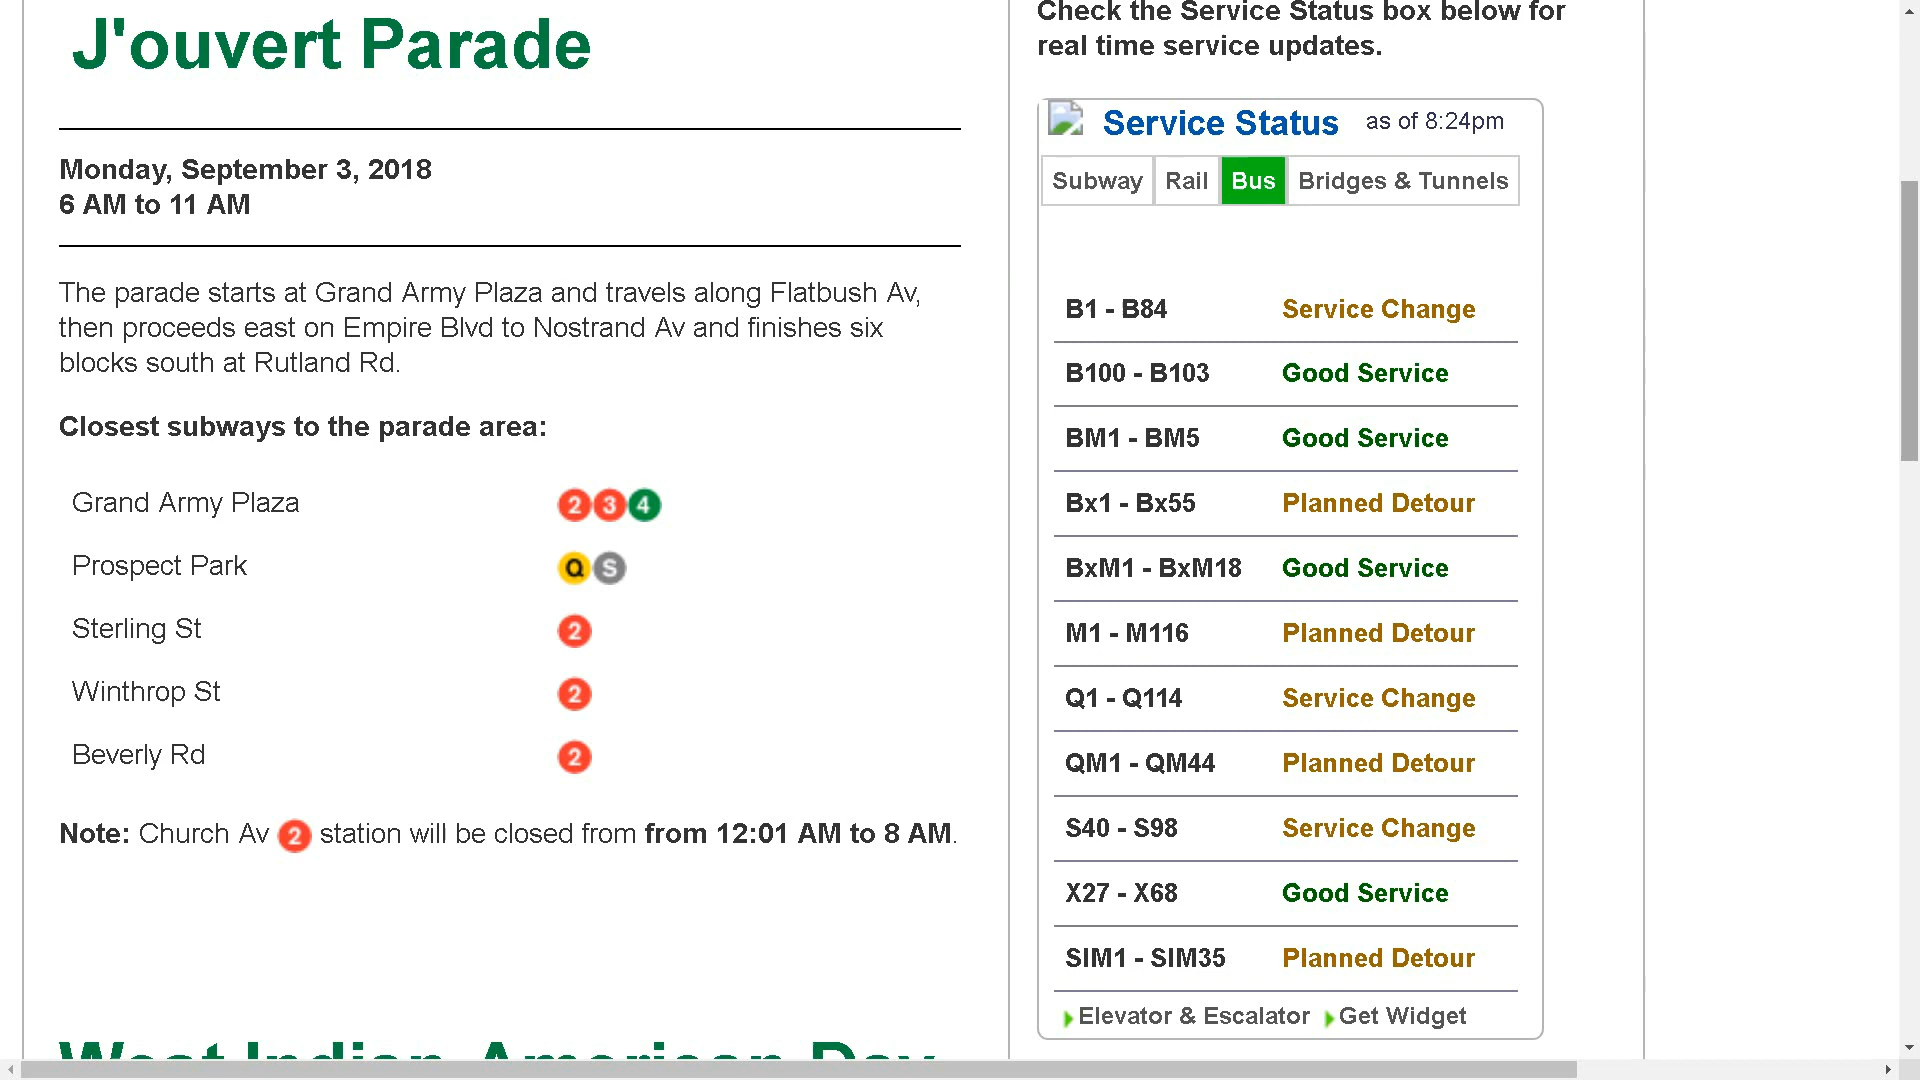 J'ouvert Parade
Monday, September 3, 2018
6 AM to 11 AM
The parade starts at Grand Army Plaza and travels along Flatbush Av,
then proceeds east on Empire Blvd to Nostrand Av and finishes six
blocks south at Rutland Rd.
Closest subways to the parade area:
Grand Army Plaza 2 3 4
Prospect Park Q S
Sterling St 2
Winthrop St 2
Beverly Rd 2
Note: Church Av 2 station will be closed from from 12:01 AM to 8 AM.
West Indian-American Day
Check the Service Status box below for
real time service updates.
Service Status as of 8:24pm
Subway Rail Bus Bridges & Tunnels
B1 - B84 Service Change
B100 - B103 Good Service
BM1 - BM5 Good Service
Bx1 - Bx55 Planned Detour
BxM1 - BxM18 Good Service
M1 - M116 Planned Detour
Q1 - Q114 Service Change
QM1 - QM44 Planned Detour
S40 - S98 Service Change
X27 - X68 Good Service
SIM1 - SIM35 Planned Detour
Elevator & Escalator Get Widget